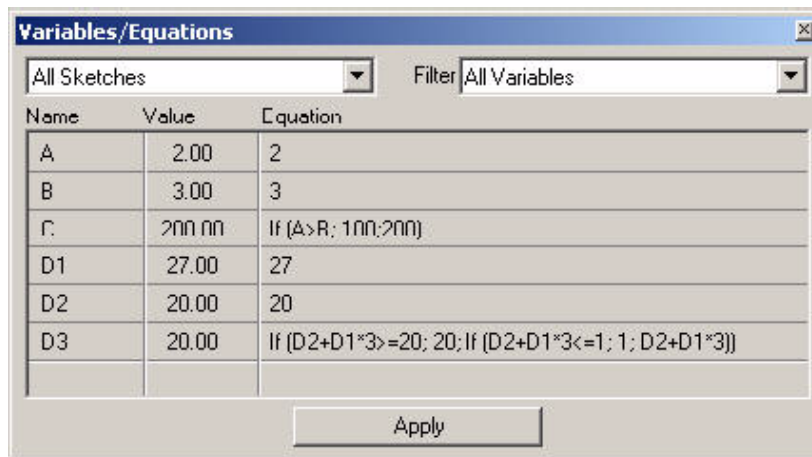 Variables/Equations
All Sketches Filter All Variables
Name Value Equation
A 2.00 2
B 3.00 3
C 200.00 If (A>B; 100;200)
D1 27.00 27
D2 20.00 20
D3 20.00 If (D2+D1*3>=20; 20; If (D2+D1*3<=1; 1; D2+D1*3))
Apply